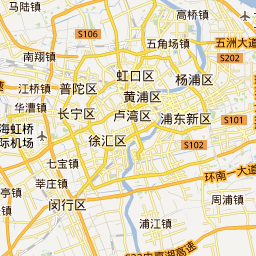 马陆镇
高桥镇
S106
五角场镇
五洲大道
南翔镇
S202
虹口区
杨浦区
江桥镇
普陀区
黄浦区
华漕镇
长宁区
卢湾区
浦东新区
S101
海虹桥
际机场
徐汇区
S102
七宝镇
莘庄镇
环南一大道
闵行区
周浦镇
浦江镇
S22